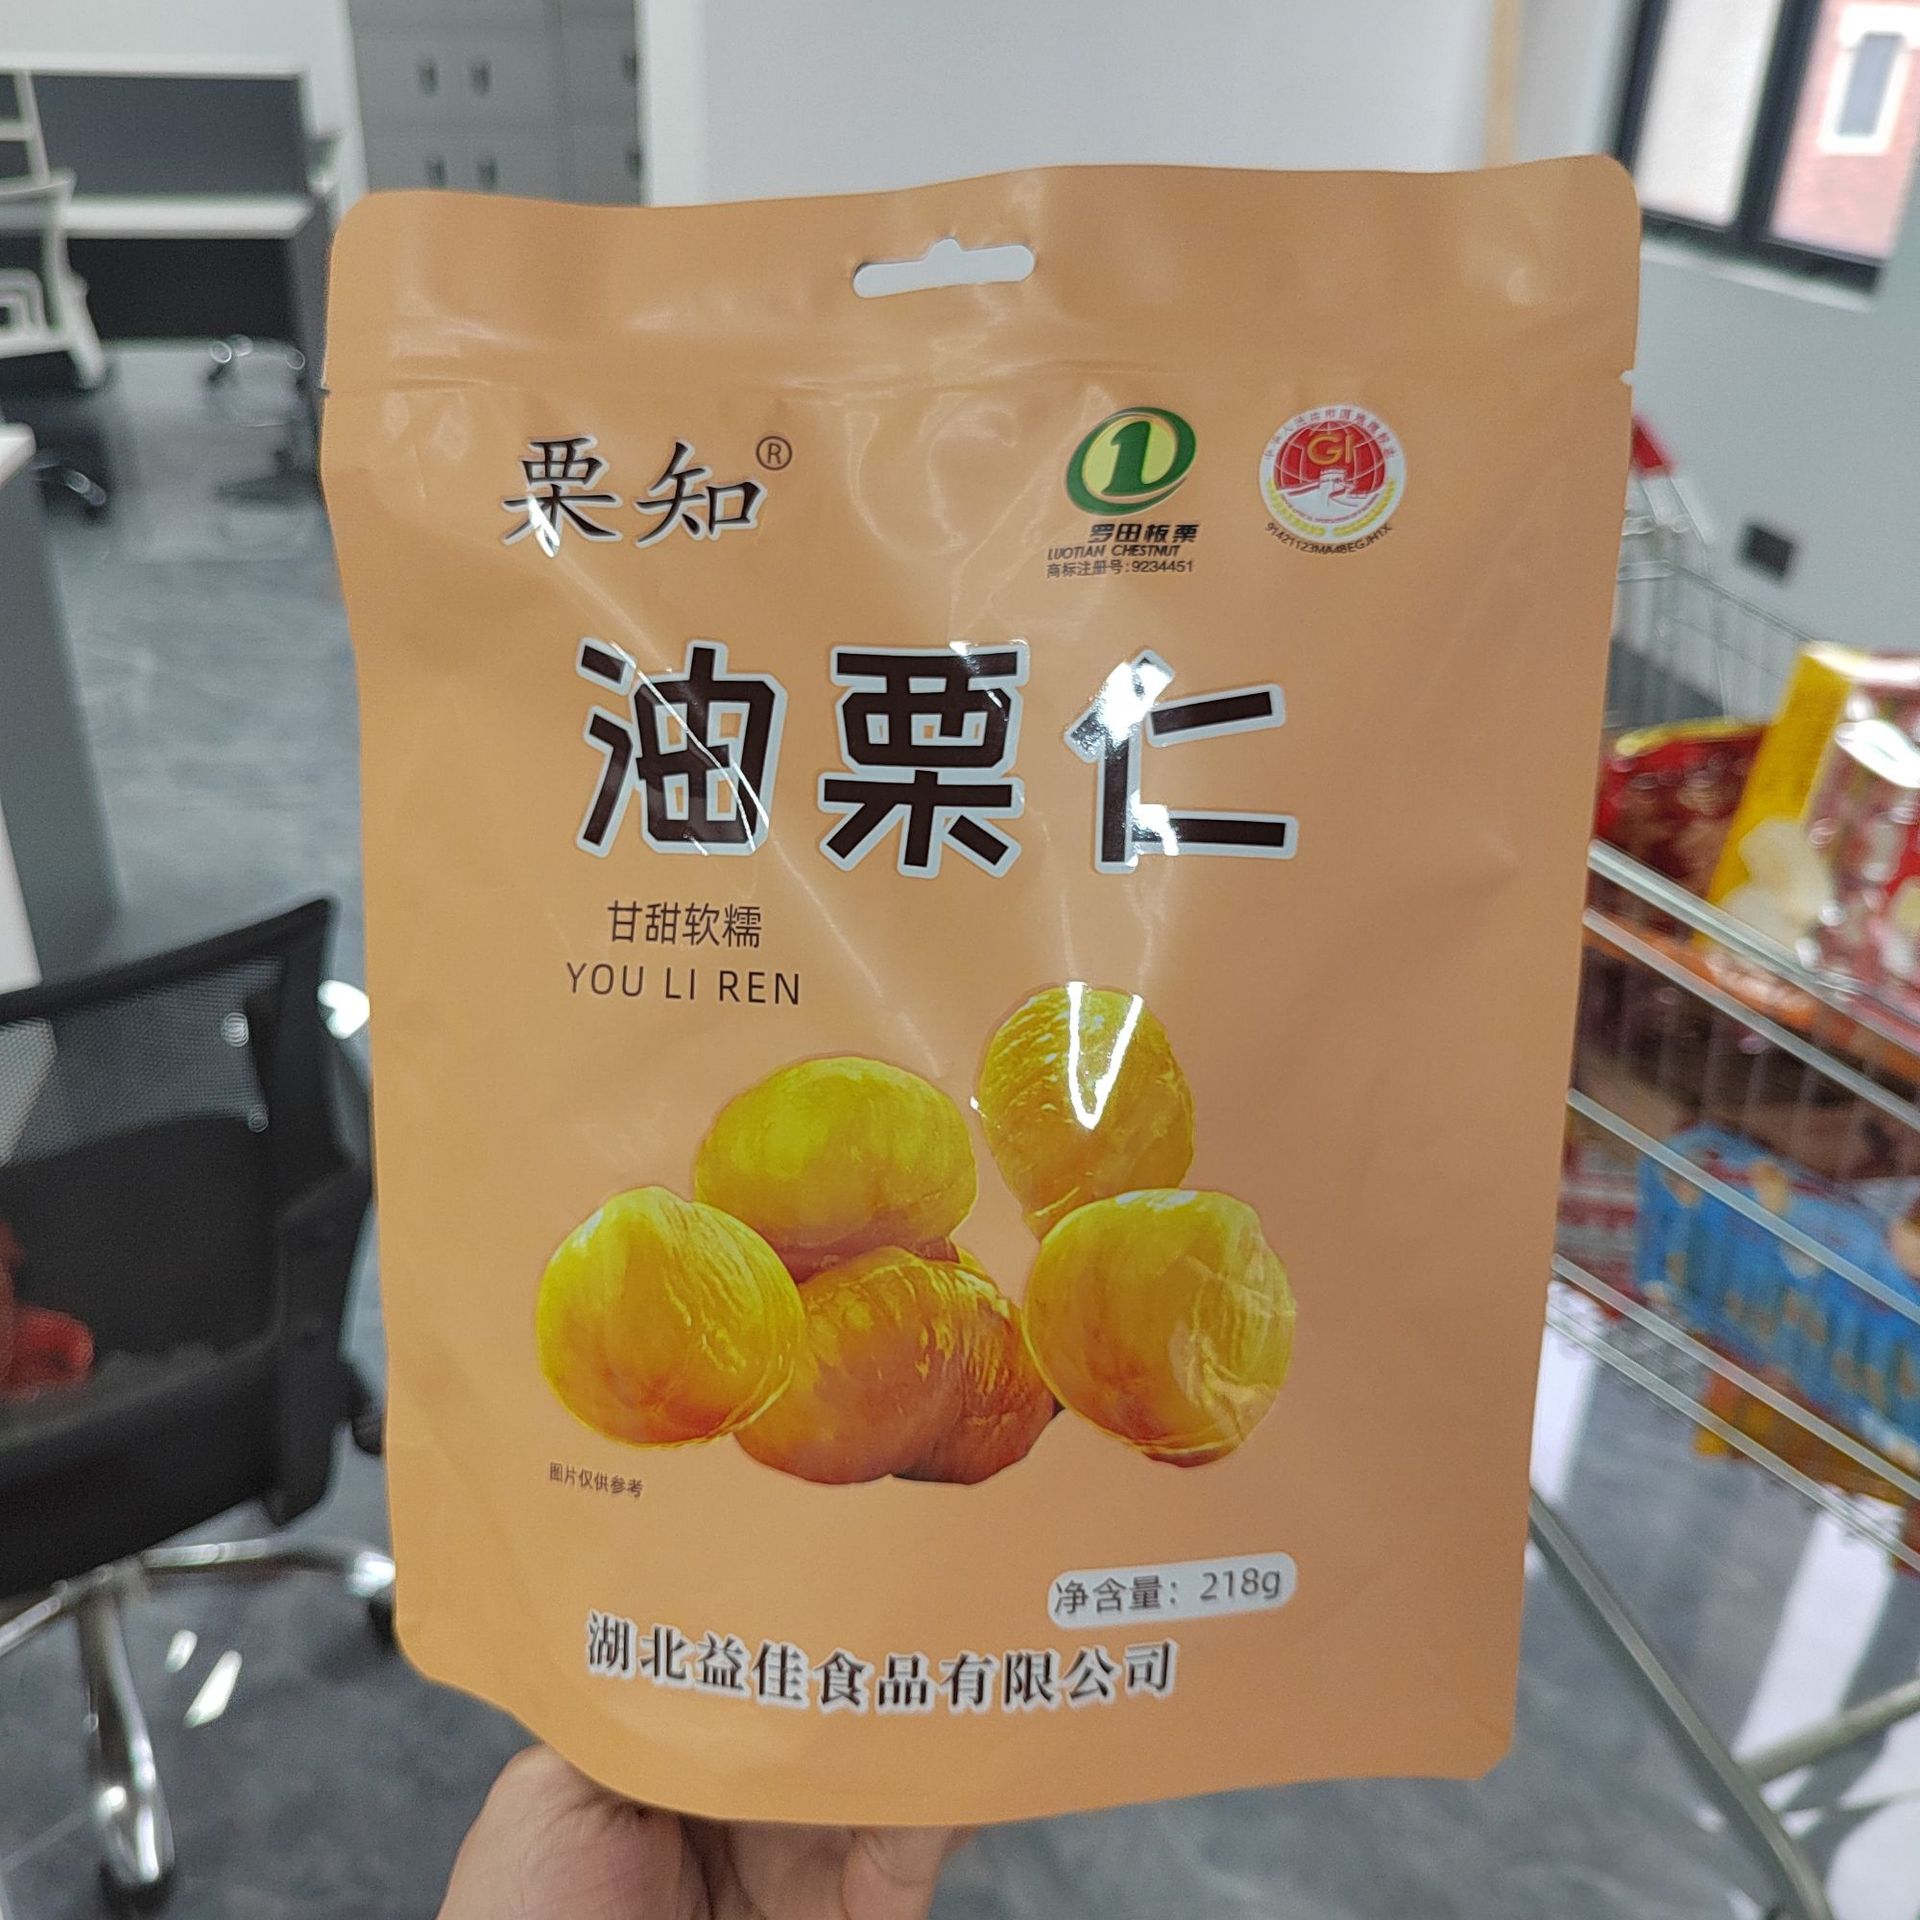 栗知®
罗田板栗
LUOTIAN CHESTNUT
商标注册号:9234451
GI
91421123MA48EGJH1X
油栗仁
甘甜软糯
YOU LI REN
图片仅供参考
净含量：218g
湖北益佳食品有限公司